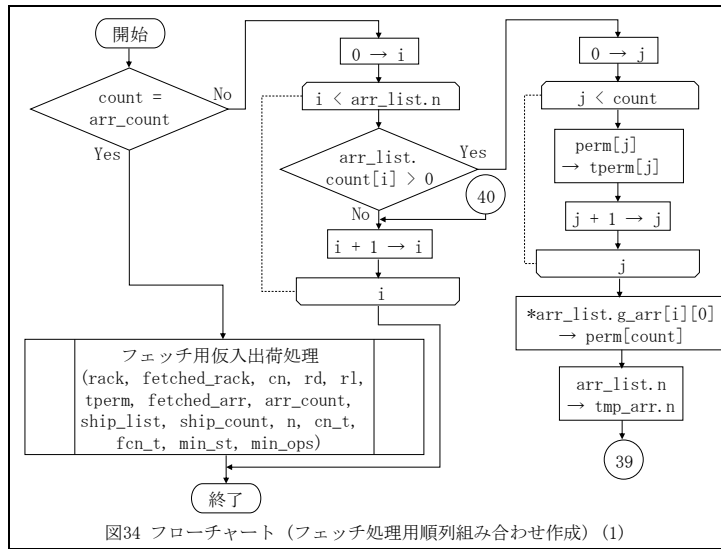 開始
count =
arr_count
No
Yes
フェッチ用仮入出荷処理
(rack, fetched_rack, cn, rd, rl,
tperm, fetched_arr, arr_count,
ship_list, ship_count, n, cn_t,
fcn_t, min_st, min_ops)
終了
0 → i
i < arr_list.n
arr_list.
count[i] > 0
Yes
No
40
i + 1 → i
i
0 → j
j < count
perm[j]
→ tperm[j]
j + 1 → j
j
*arr_list.g_arr[i][0]
→ perm[count]
arr_list.n
→ tmp_arr.n
39
図34 フローチャート（フェッチ処理用順列組み合わせ作成）(1)